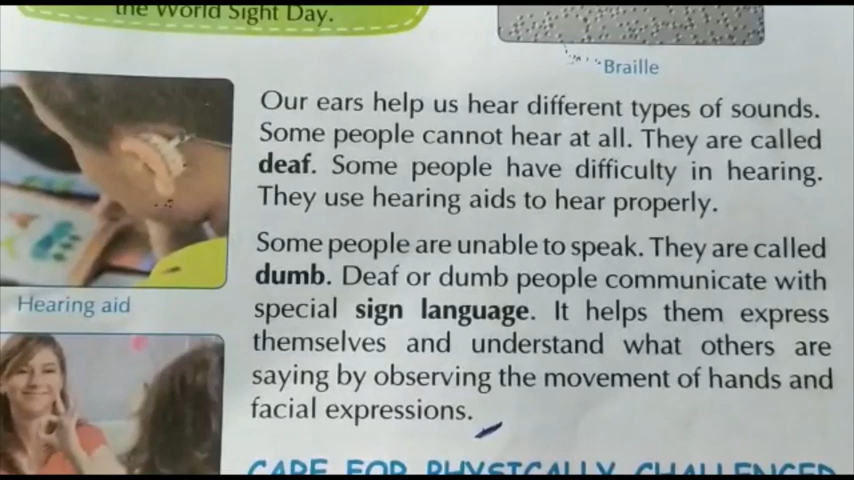 the World Sight Day.
Braille
Our ears help us hear different types of sounds.
Some people cannot hear at all. They are called
deaf. Some people have difficulty in hearing.
They use hearing aids to hear properly.
Hearing aid
Some people are unable to speak. They are called
dumb. Deaf or dumb people communicate with
special sign language. It helps them express
themselves and understand what others are
saying by observing the movement of hands and
facial expressions.
CARE FOR PHYSICALLY CHALLENGED